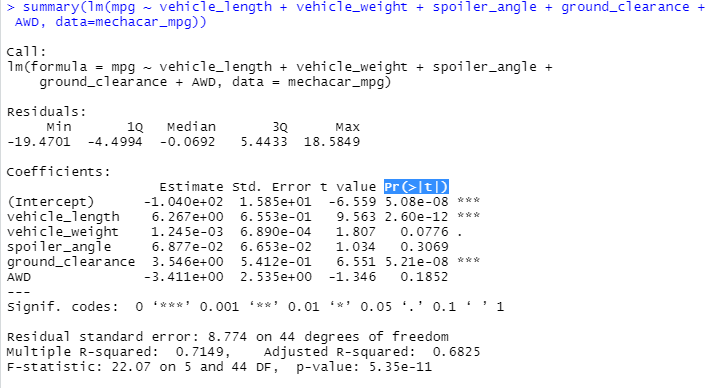 > summary(lm(mpg ~ vehicle_length + vehicle_weight + spoiler_angle + ground_clearance +
 AWD, data=mechacar_mpg))

Call:
lm(formula = mpg ~ vehicle_length + vehicle_weight + spoiler_angle +
    ground_clearance + AWD, data = mechacar_mpg)

Residuals:
     Min       1Q   Median       3Q      Max
-19.4701  -4.4994  -0.0692   5.4433  18.5849

Coefficients:
                   Estimate Std. Error t value Pr(>|t|)
(Intercept)      -1.040e+02  1.585e+01  -6.559 5.08e-08 ***
vehicle_length    6.267e+00  6.553e-01   9.563 2.60e-12 ***
vehicle_weight    1.245e-03  6.890e-04   1.807   0.0776 .
spoiler_angle     6.877e-02  6.653e-02   1.034   0.3069
ground_clearance  3.546e+00  5.412e-01   6.551 5.21e-08 ***
AWD              -3.411e+00  2.535e+00  -1.346   0.1852
---
Signif. codes:  0 ‘***’ 0.001 ‘**’ 0.01 ‘*’ 0.05 ‘.’ 0.1 ‘ ’ 1

Residual standard error: 8.774 on 44 degrees of freedom
Multiple R-squared:  0.7149,    Adjusted R-squared:  0.6825
F-statistic: 22.07 on 5 and 44 DF,  p-value: 5.35e-11